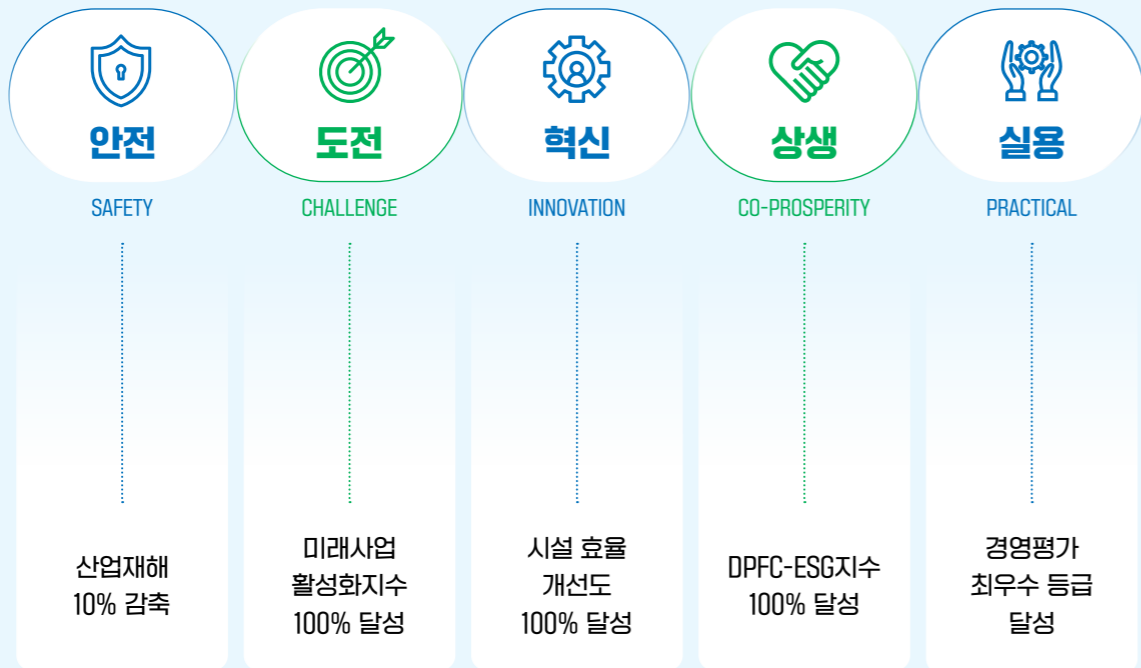 안전
SAFETY
산업재해
10% 감축
도전
CHALLENGE
미래사업
활성화지수
100% 달성
혁신
INNOVATION
시설 효율
개선도
100% 달성
상생
CO-PROSPERITY
DPFC-ESG지수
100% 달성
실용
PRACTICAL
경영평가
최우수 등급
달성